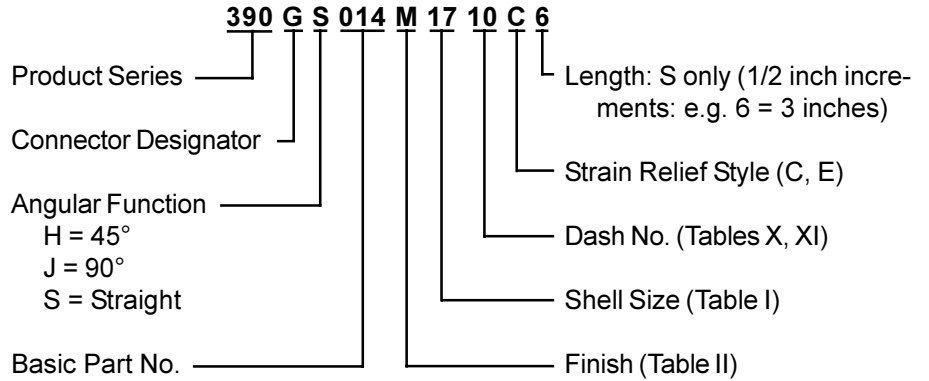 390 G S 014 M 17 10 C 6
Product Series
Connector Designator
Angular Function
H = 45°
J = 90°
S = Straight
Basic Part No.
Length: S only (1/2 inch incre-
ments: e.g. 6 = 3 inches)
Strain Relief Style (C, E)
Dash No. (Tables X, XI)
Shell Size (Table I)
Finish (Table II)